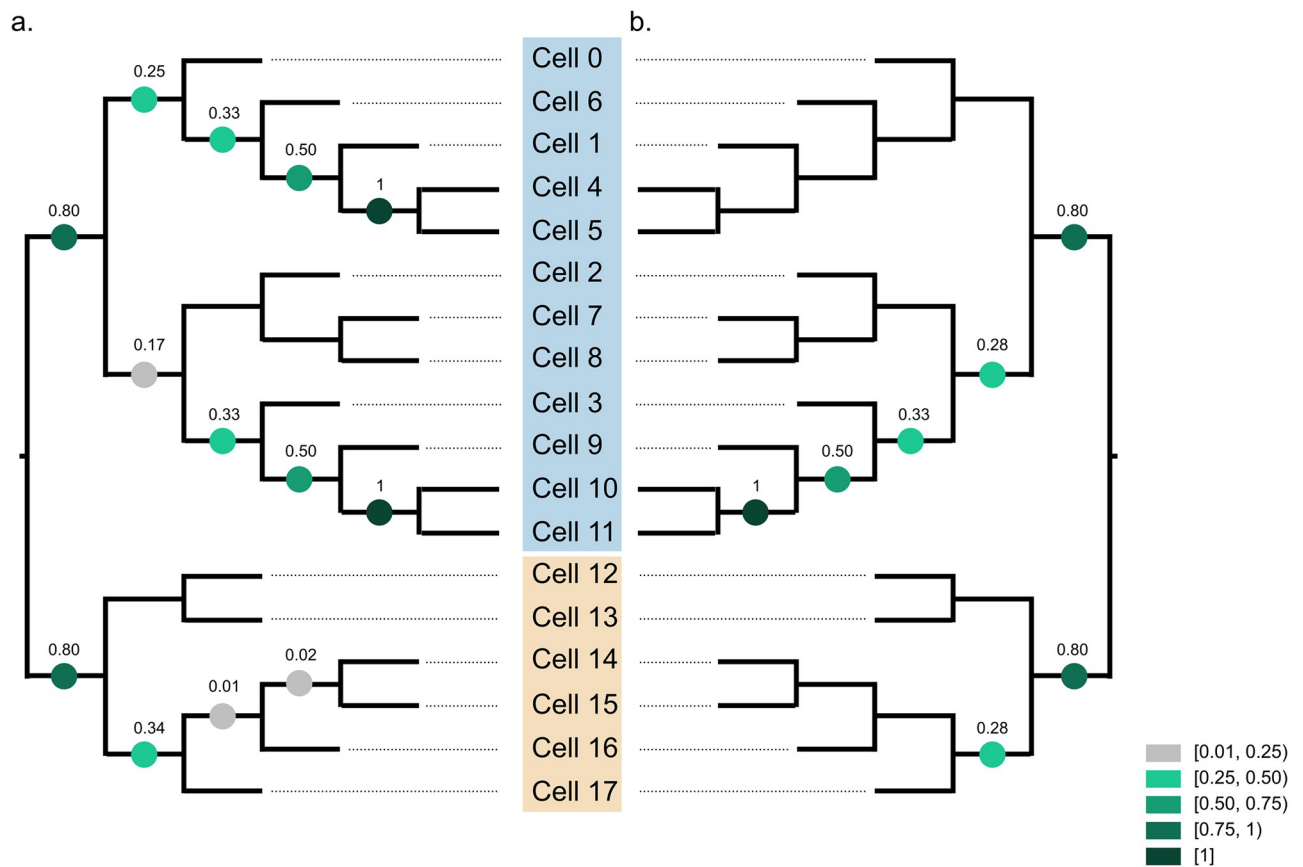 a.
b.
Cell 0
0.25
Cell 6
0.33
Cell 1
0.50
Cell 4
1
0.80
0.80
Cell 5
Cell 2
Cell 7
0.17
0.28
Cell 8
Cell 3
0.33
0.33
Cell 9
0.50
0.50
Cell 10
1
1
Cell 11
Cell 12
Cell 13
0.80
0.02
Cell 14
0.80
0.01
Cell 15
0.34
0.28
Cell 16
Cell 17
[0.01, 0.25)
[0.25, 0.50)
[0.50, 0.75)
[0.75, 1)
[1]